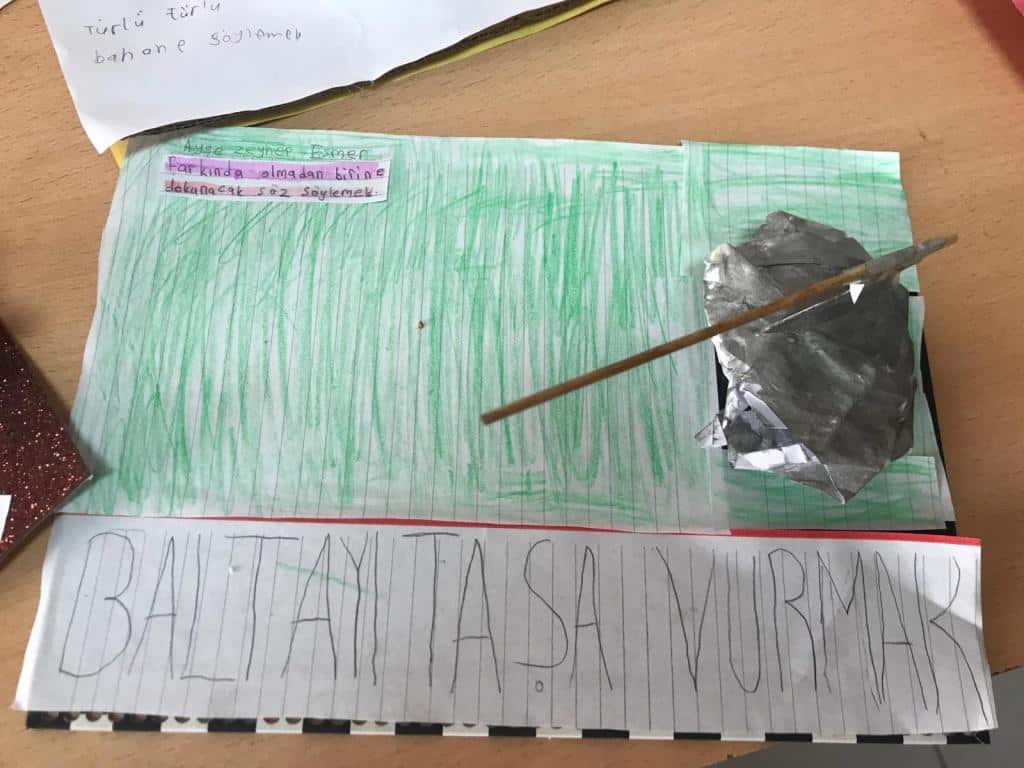 Türlü türlü
bahane söylemek
Ayşe Zeynep Esmer
Farkında olmadan birine
dokunacak söz söylemek.
BALTAYI TAŞA VURMAK